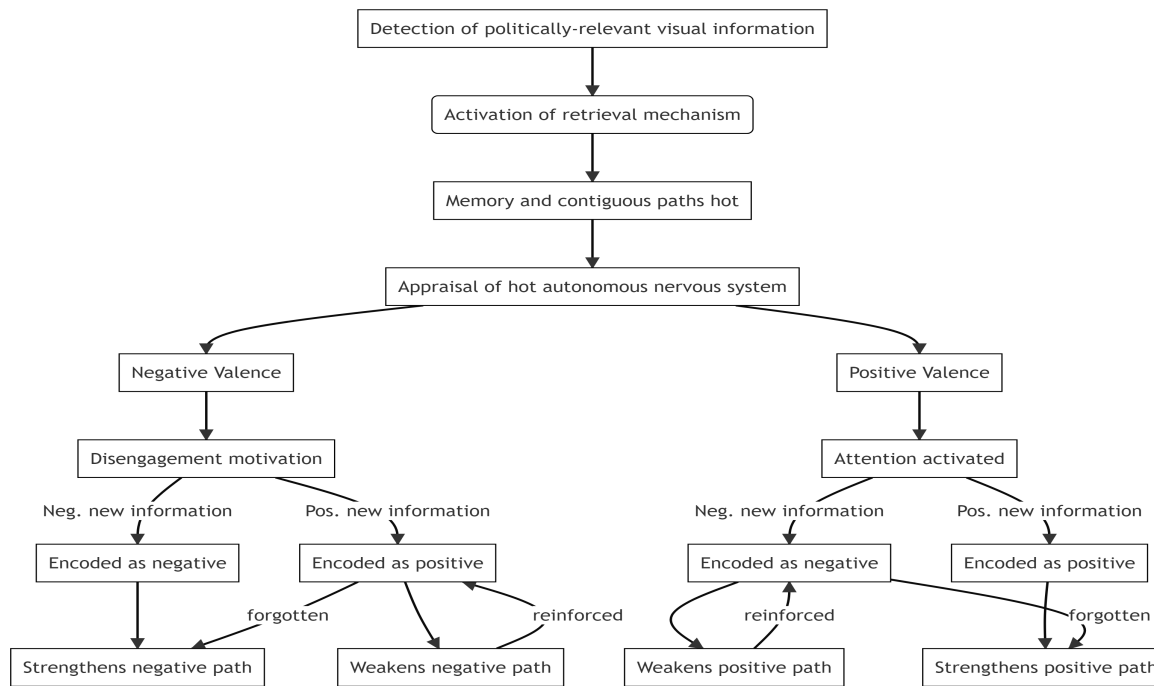 Detection of politically-relevant visual information
Activation of retrieval mechanism
Memory and contiguous paths hot
Appraisal of hot autonomous nervous system
Negative Valence
Positive Valence
Disengagement motivation
Attention activated
Neg. new information
Pos. new information
Neg. new information
Pos. new information
Encoded as negative
Encoded as positive
Encoded as negative
Encoded as positive
forgotten
reinforced
reinforced
forgotten
Strengthens negative path
Weakens negative path
Weakens positive path
Strengthens positive path